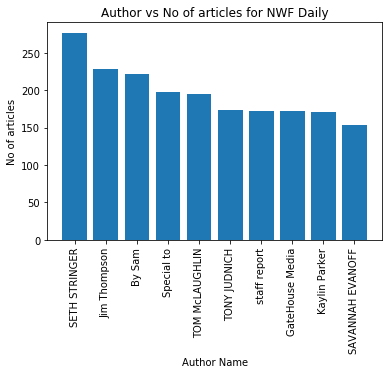 Author vs No of articles for NWF Daily
No of articles
250
200
150
100
50
0
SETH STRINGER
Jim Thompson
By Sam
Special to
TOM McLAUGHLIN
TONY JUDNICH
staff report
GateHouse Media
Kaylin Parker
SAVANNAH EVANOFF
Author Name